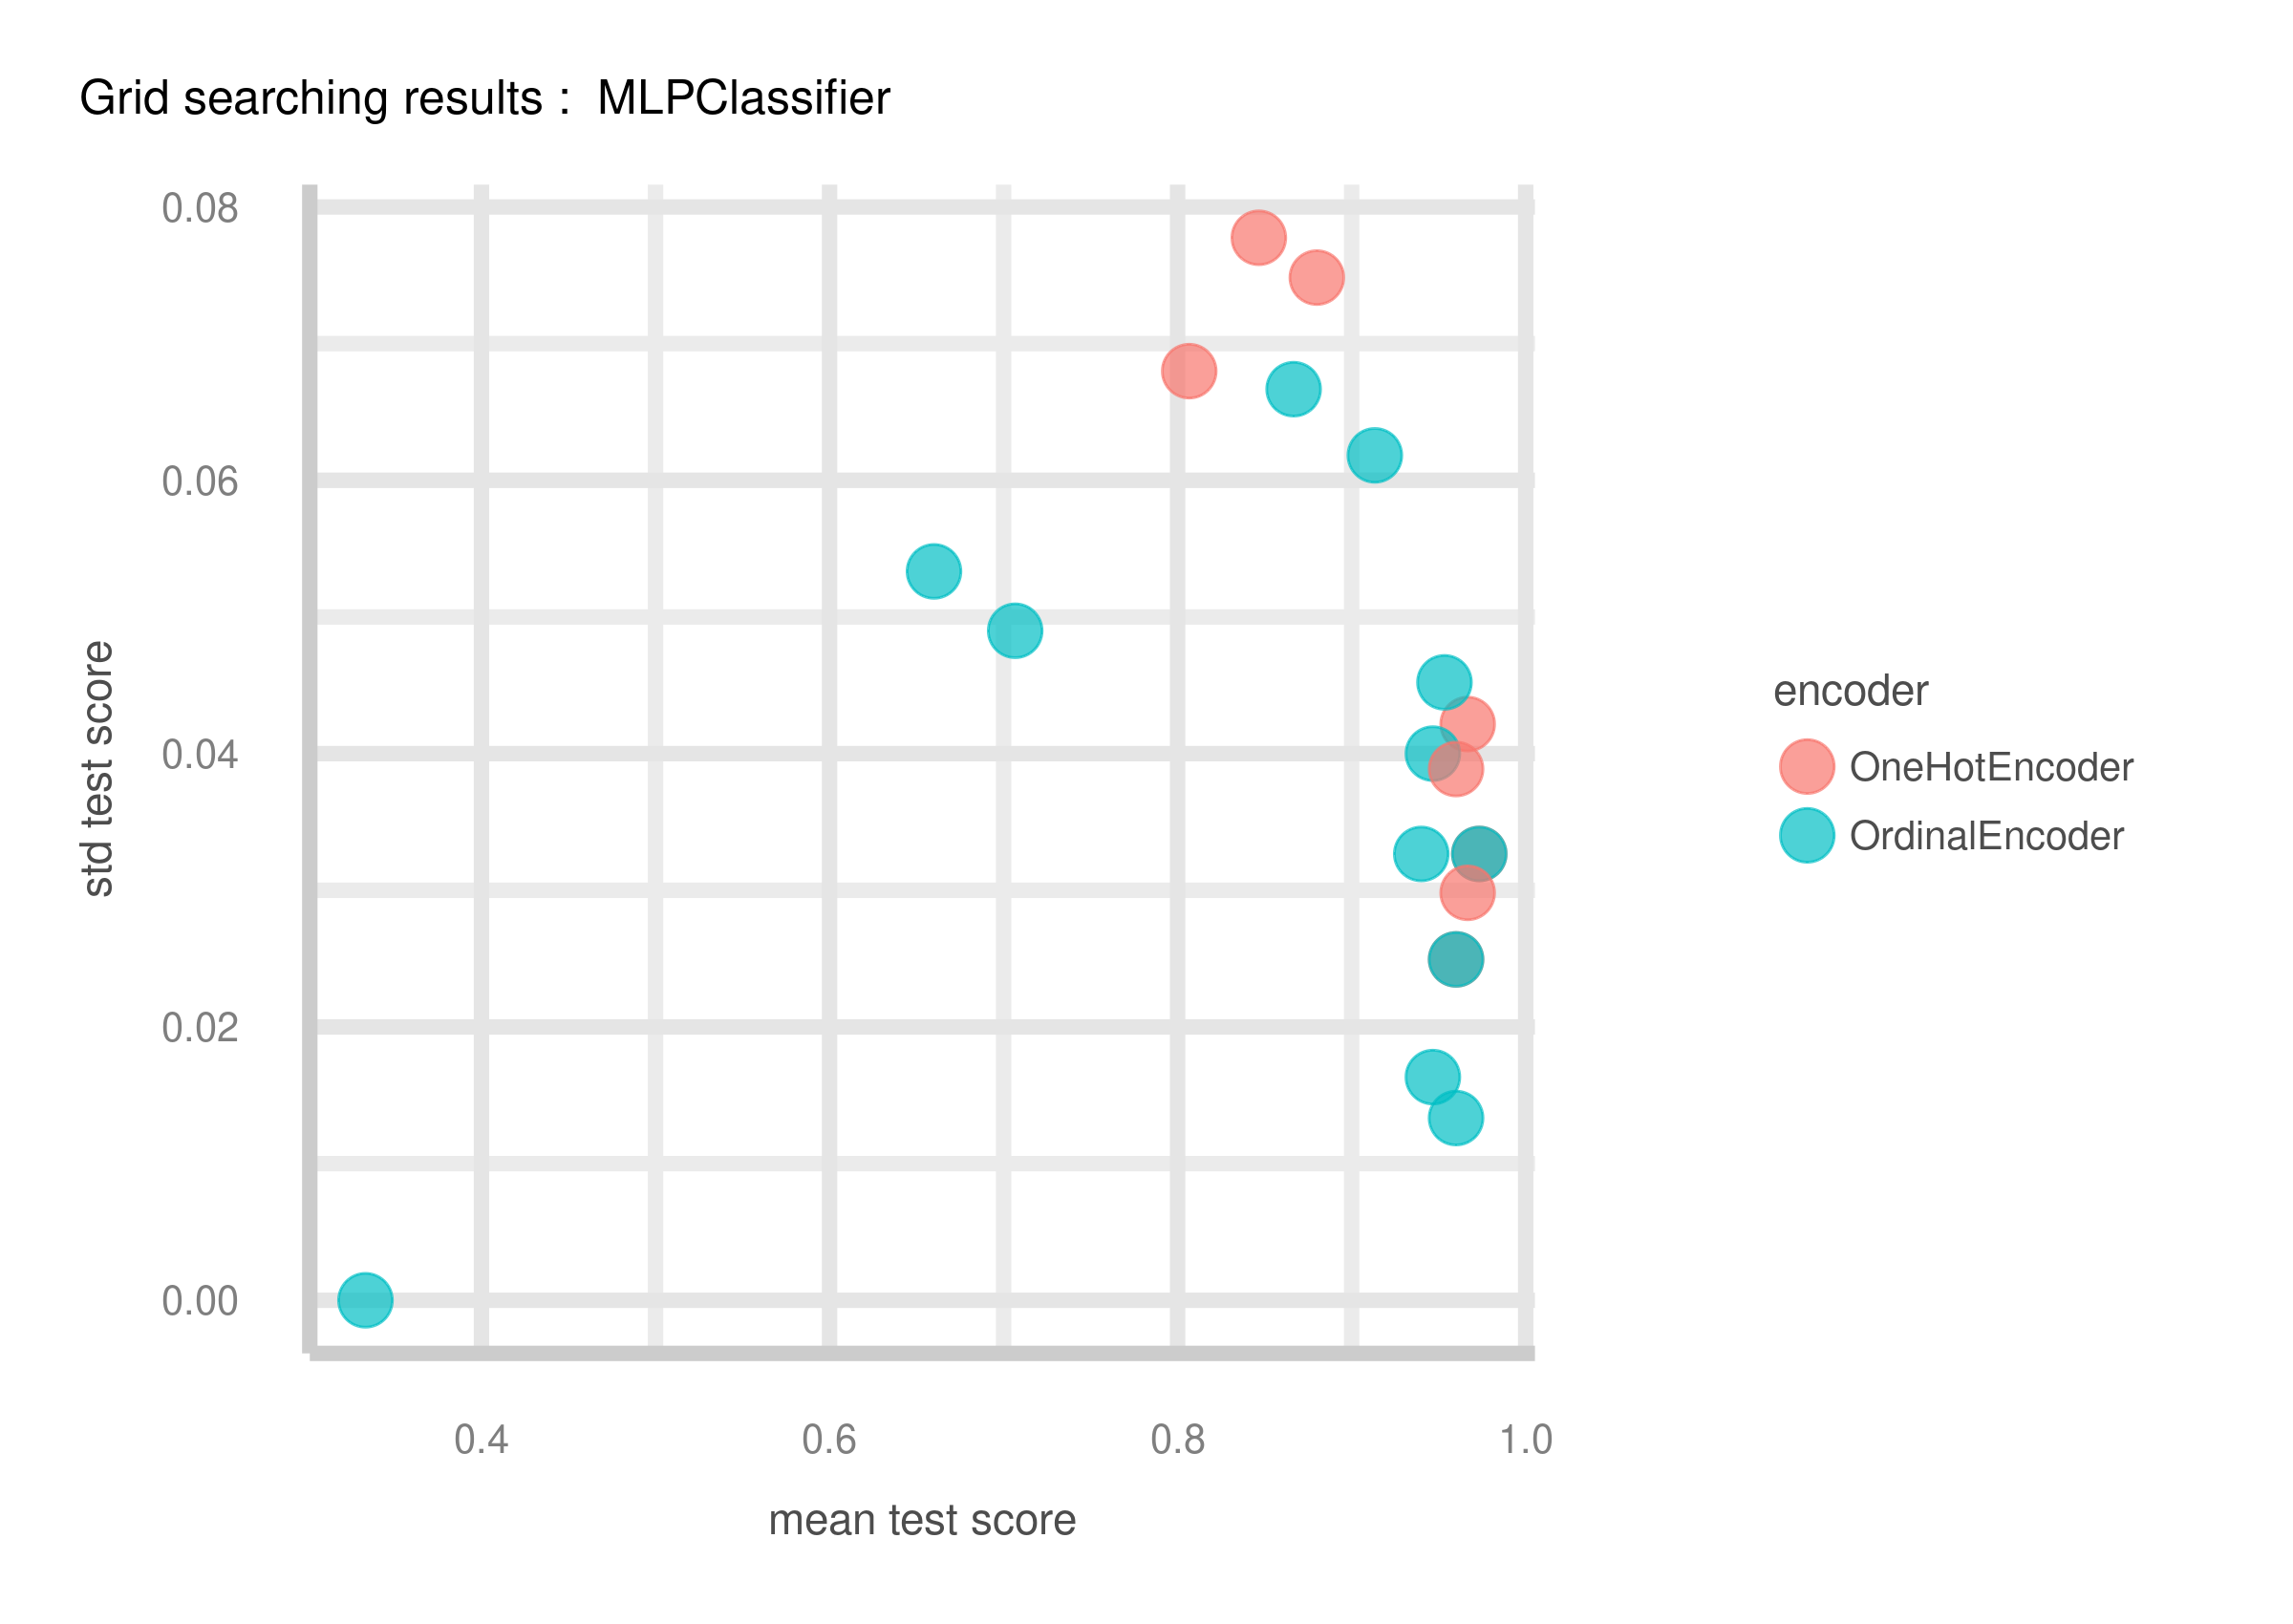 Grid searching results :  MLPClassifier
0.08
0.06
0.04
0.02
0.00
std test score
0.4
0.6
0.8
1.0
mean test score
encoder
OneHotEncoder
OrdinalEncoder